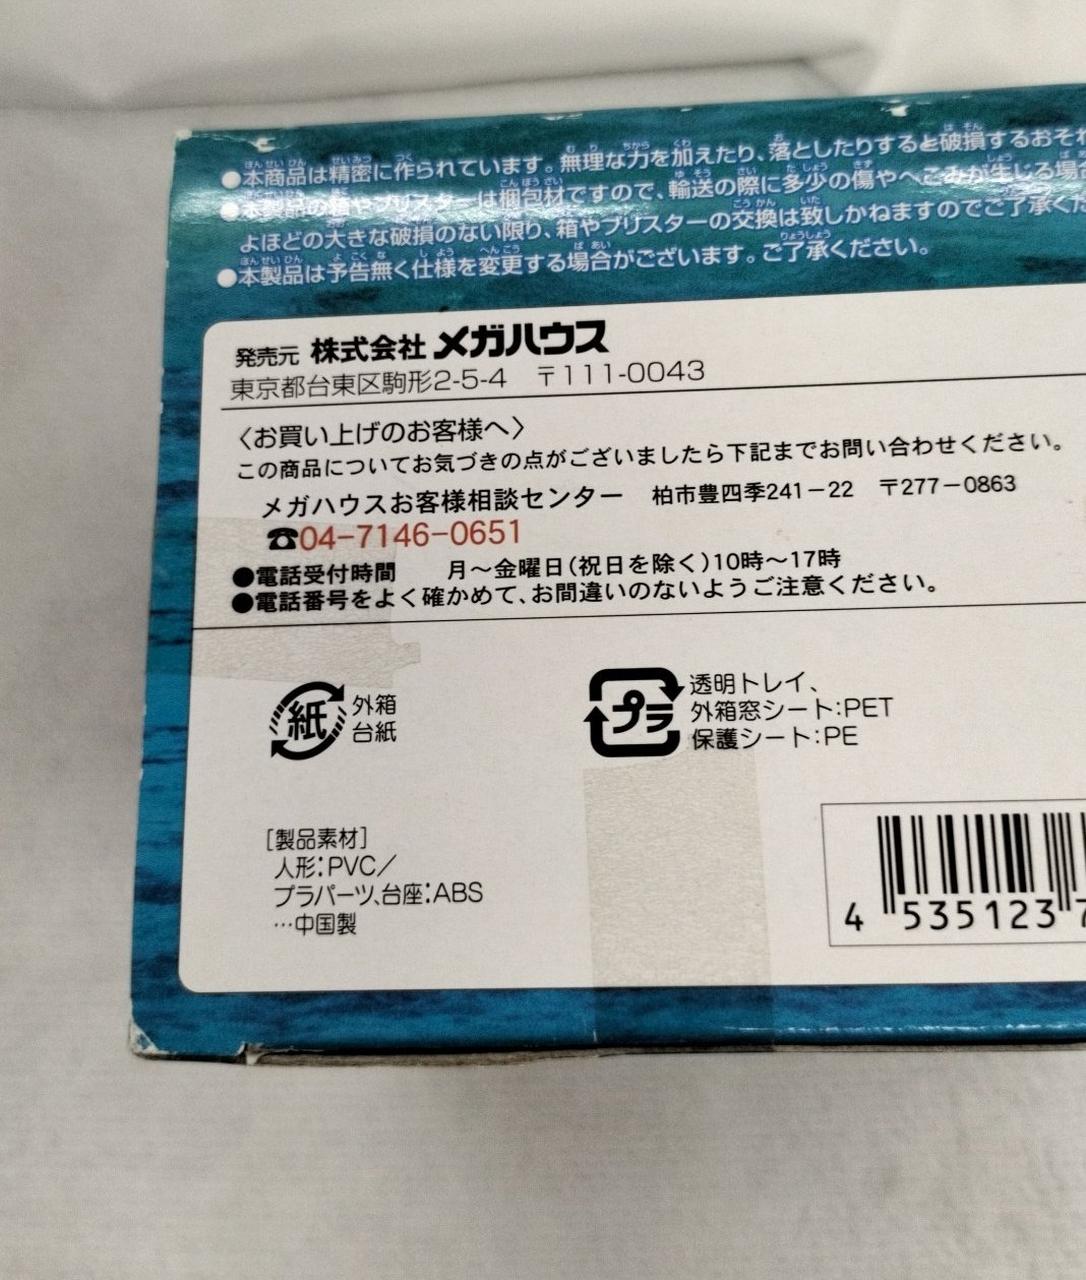 ●本商品は精密に作られています。無理な力を加えたり、落としたりすると破損するおそれ
●本製品の箱やブリスターは梱包材ですので、輸送の際に多少の傷やへこみが生じる場合
よほどの大きな破損のない限り、箱やブリスターの交換は致しかねますのでご了承くだ
●本製品は予告無く仕様を変更する場合がございます。ご了承ください。
発売元 株式会社 メガハウス
東京都台東区駒形2-5-4 〒111-0043
〈お買い上げのお客様へ〉
この商品についてお気づきの点がございましたら下記までお問い合わせください。
メガハウスお客様相談センター 柏市豊四季241−22 〒277−0863
☎04−7146−0651
●電話受付時間 月〜金曜日(祝日を除く)10時〜17時
●電話番号をよく確かめて、お間違いのないようご注意ください。
紙 外箱
台紙
プラ 透明トレイ、
外箱窓シート:PET
保護シート:PE
[製品素材]
人形:PVC/
プラパーツ、台座:ABS
…中国製
4 535123 7